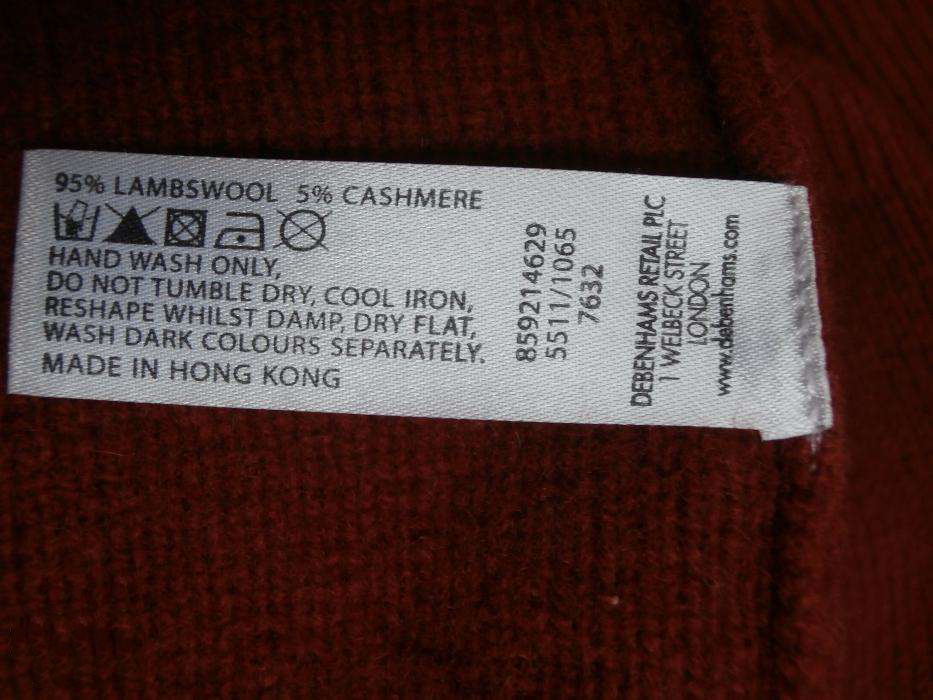 95% LAMBSWOOL 5% CASHMERE
HAND WASH ONLY,
DO NOT TUMBLE DRY, COOL IRON,
RESHAPE WHILST DAMP, DRY FLAT,
WASH DARK COLOURS SEPARATELY.
MADE IN HONG KONG
859214629
5511/1065
7632
DEBENHAMS RETAIL PLC
1 WELBECK STREET
LONDON
www.debenhams.com